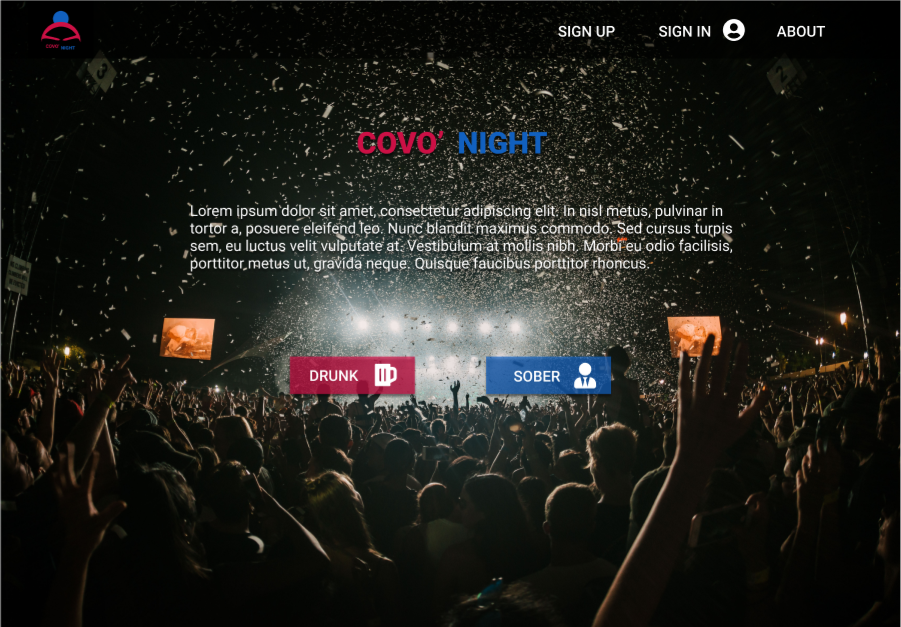 COVO' NIGHT
SIGN UP
SIGN IN
ABOUT
3
2
COVO' NIGHT
Lorem ipsum dolor sit amet, consectetur adipiscing elit. In nisl metus, pulvinar in
tortor a, posuere eleifend leo. Nunc blandit maximus commodo. Sed cursus turpis
sem, eu luctus velit vulputate at. Vestibulum at mollis nibh. Morbi eu odio facilisis,
porttitor metus ut, gravida neque. Quisque faucibus porttitor rhoncus.
DRUNK
SOBER